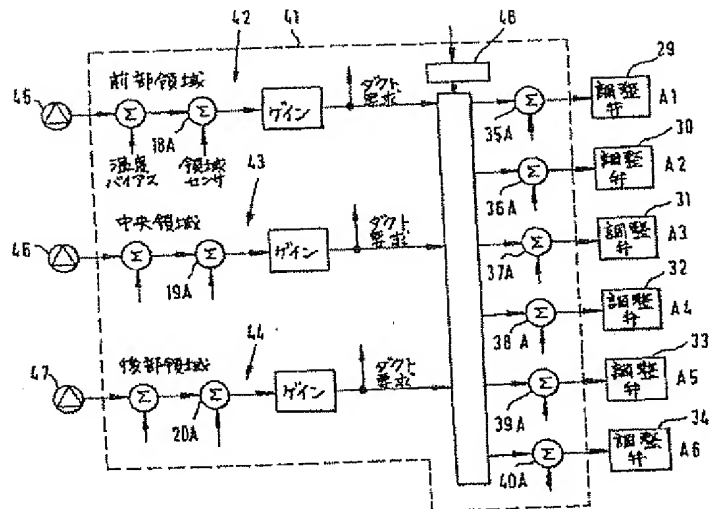 42
41
48
29
45
前部領域
Σ
Σ
18A
ゲイン
ダクト
要求
Σ
35A
調整
弁
A1
温度
バイアス
領域
センサ
30
Σ
36A
調整
弁
A2
43
31
46
中央領域
Σ
Σ
19A
ゲイン
ダクト
要求
Σ
37A
調整
弁
A3
32
Σ
38A
調整
弁
A4
44
33
47
後部領域
Σ
Σ
20A
ゲイン
ダクト
要求
Σ
39A
調整
弁
A5
34
Σ
40A
調整
弁
A6